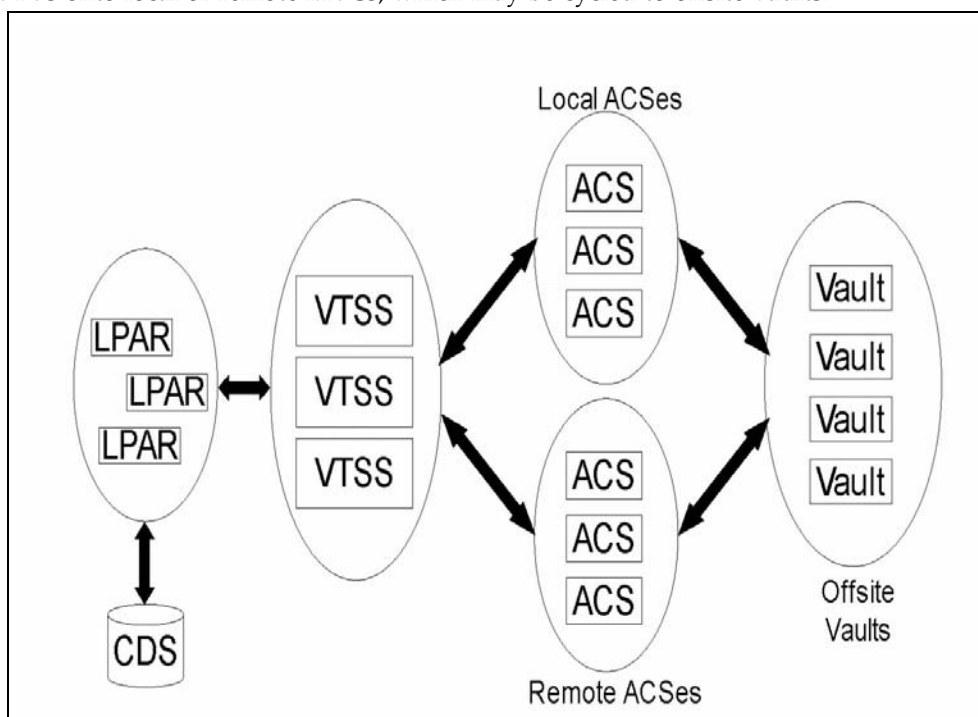 Local ACSes
ACS
ACS
ACS
VTSS
VTSS
VTSS
LPAR
LPAR
LPAR
CDS
ACS
ACS
ACS
Remote ACSes
Vault
Vault
Vault
Vault
Offsite
Vaults